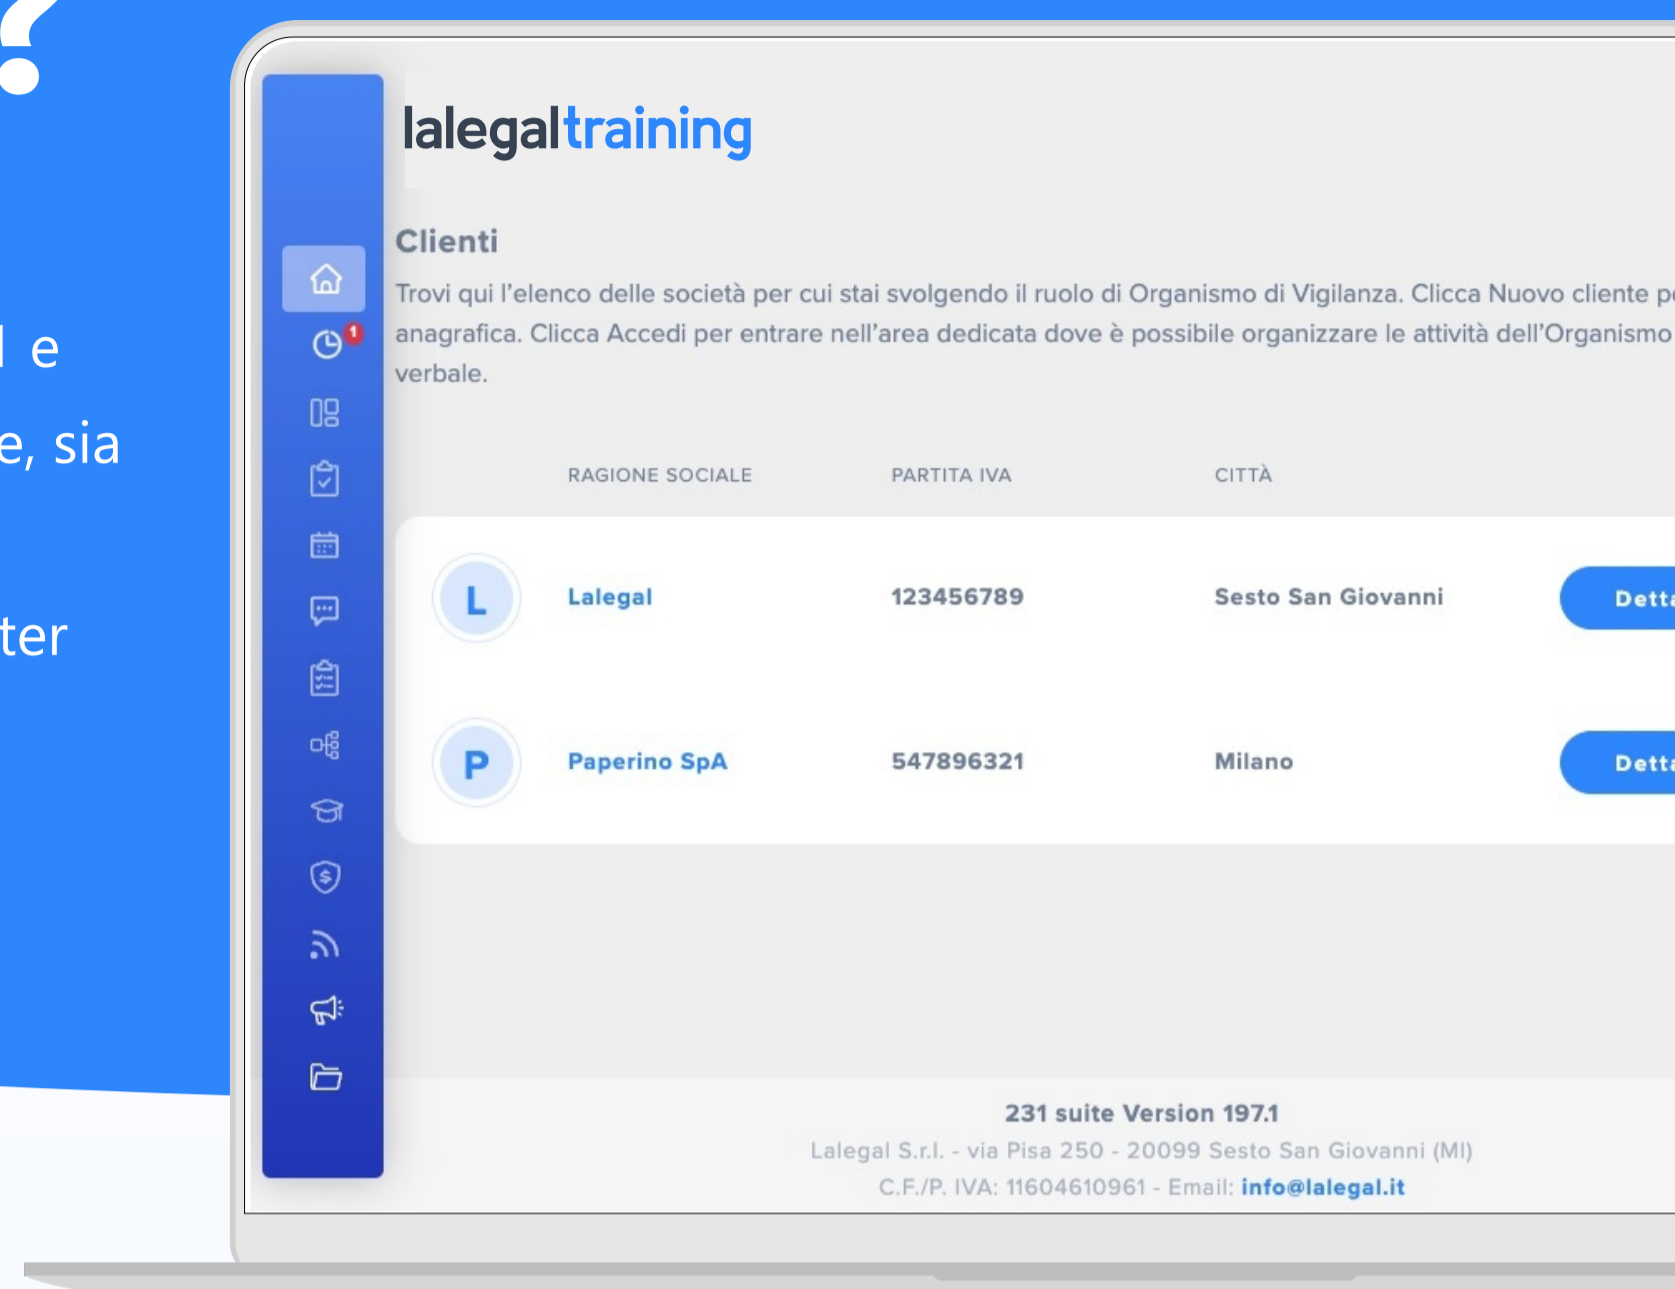 ?
e
e, sia
ter
lalegaltraining
Clienti
Trovi qui l'elenco delle società per cui stai svolgendo il ruolo di Organismo di Vigilanza. Clicca Nuovo cliente
anagrafica. Clicca Accedi per entrare nell'area dedicata dove è possibile organizzare le attività dell'Organismo
verbale.
1
RAGIONE SOCIALE PARTITA IVA CITTÀ
L Lalegal 123456789 Sesto San Giovanni Detta
P Paperino SpA 547896321 Milano Detta
231 suite Version 197.1
Lalegal S.r.l. - via Pisa 250 - 20099 Sesto San Giovanni (MI)
C.F./P. IVA: 11604610961 - Email: info@lalegal.it